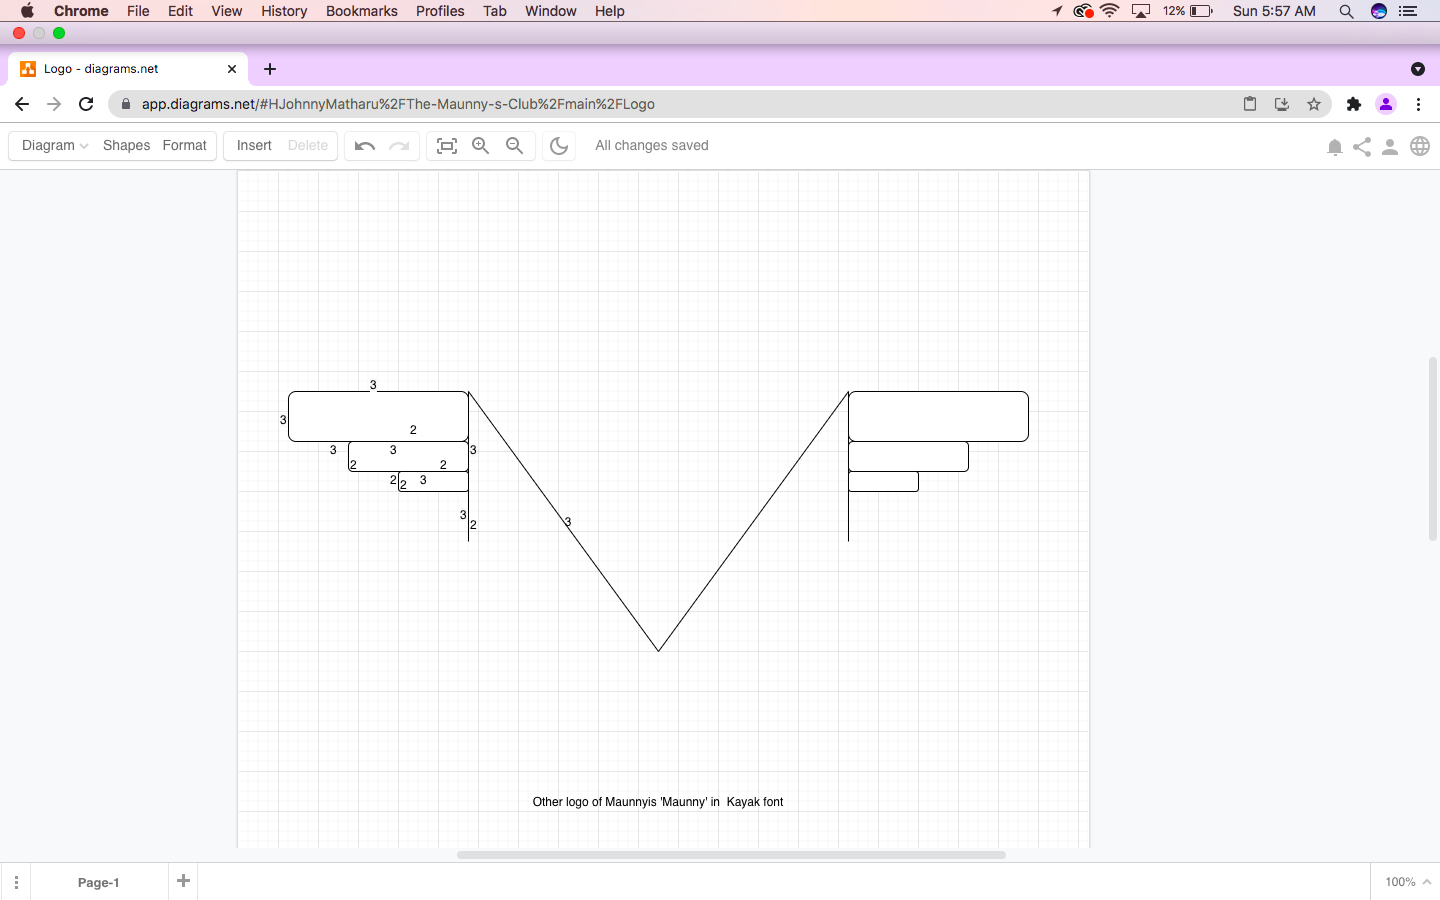 Chrome File Edit View History Bookmarks Profiles Tab Window Help 12% Sun 5:57 AM
Logo - diagrams.net
app.diagrams.net/#HJohnnyMatharu%2FThe-Maunny-s-Club%2Fmain%2FLogo
Diagram Shapes Format Insert Delete All changes saved
3
3
2
3 3 3
2 2
2 2 3
3 2
3
Other logo of Maunnyis 'Maunny' in  Kayak font
Page-1 100%